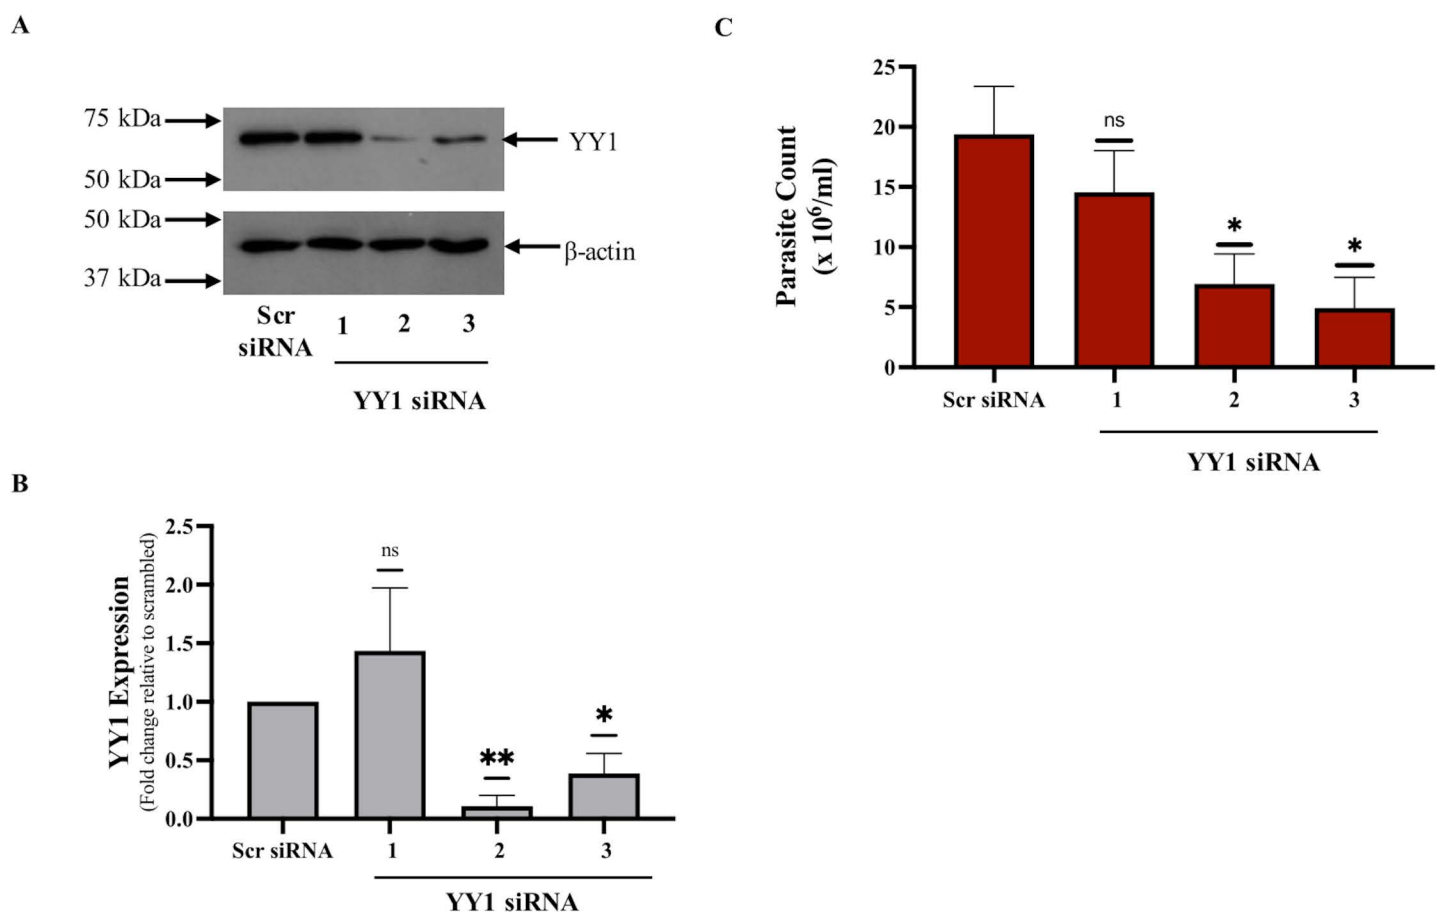 A
75 kDa
YY1
50 kDa
50 kDa
β-actin
37 kDa
Scr
siRNA
1 2 3
YY1 siRNA
B
YY1 Expression
(Fold change relative to scrambled)
2.5
2.0
1.5
1.0
0.5
0.0
ns
**
*
Scr siRNA 1 2 3
YY1 siRNA
C
Parasite Count
(x 10⁶/ml)
25
20
15
10
5
0
ns
*
*
Scr siRNA 1 2 3
YY1 siRNA